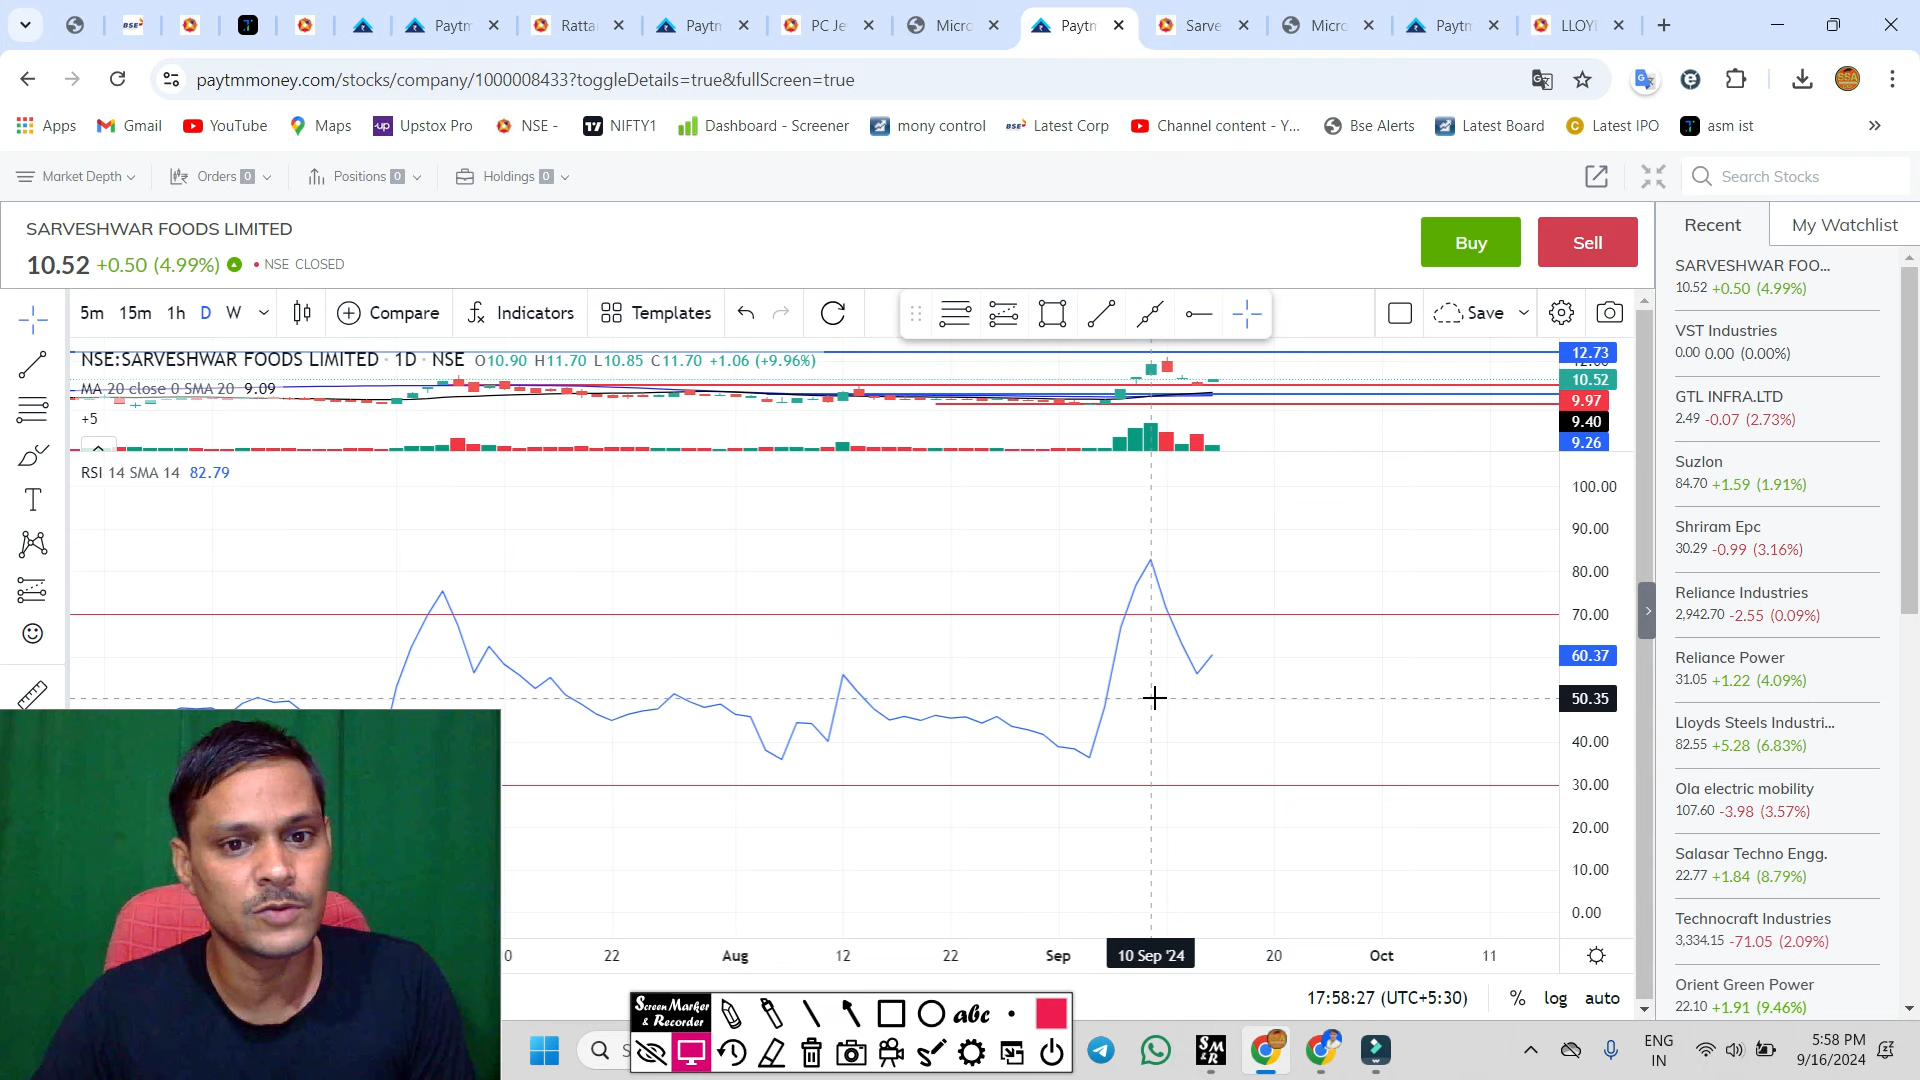 Paytm
Ratta
Paytm
PC Je
Micro
Paytm
Sarve
Micro
Paytm
LLOY
paytmmoney.com/stocks/company/1000008433?toggleDetails=true&fullScreen=true
Apps
Gmail
YouTube
Maps
Upstox Pro
NSE -
NIFTY1
Dashboard - Screener
mony control
Latest Corp
Channel content - Y...
Bse Alerts
Latest Board
Latest IPO
asm ist
Market Depth
Orders 0
Positions 0
Holdings 0
Search Stocks
SARVESHWAR FOODS LIMITED
10.52 +0.50 (4.99%) • NSE CLOSED
Buy
Sell
Recent
My Watchlist
5m 15m 1h D W
Compare
Indicators
Templates
Save
NSE:SARVESHWAR FOODS LIMITED · 1D · NSE O10.90 H11.70 L10.85 C11.70 +1.06 (+9.96%)
MA 20 close 0 SMA 20 9.09
+5
12.73
10.52
9.97
9.40
9.26
RSI 14 SMA 14 82.79
100.00
90.00
80.00
70.00
60.37
50.35
40.00
30.00
20.00
10.00
0.00
22
Aug
12
22
Sep
10 Sep '24
20
Oct
11
17:58:27 (UTC+5:30)
% log auto
SARVESHWAR FOO...
10.52 +0.50 (4.99%)
VST Industries
0.00 0.00 (0.00%)
GTL INFRA.LTD
2.49 -0.07 (2.73%)
Suzlon
84.70 +1.59 (1.91%)
Shriram Epc
30.29 -0.99 (3.16%)
Reliance Industries
2,942.70 -2.55 (0.09%)
Reliance Power
31.05 +1.22 (4.09%)
Lloyds Steels Industri...
82.55 +5.28 (6.83%)
Ola electric mobility
107.60 -3.98 (3.57%)
Salasar Techno Engg.
22.77 +1.84 (8.79%)
Technocraft Industries
3,334.15 -71.05 (2.09%)
Orient Green Power
22.10 +1.91 (9.46%)
Screen Marker
& Recorder
abc
ENG
IN
5:58 PM
9/16/2024